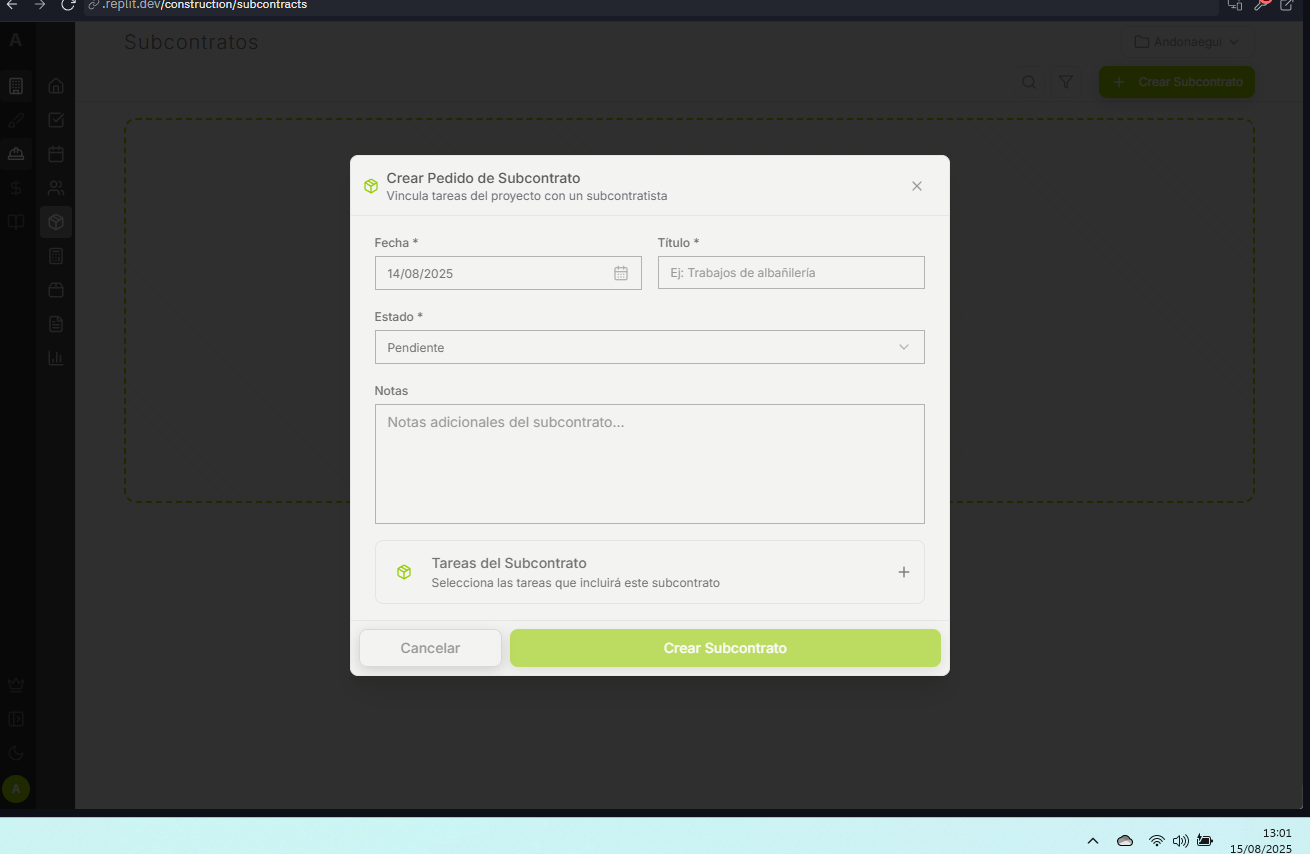 .replit.dev/construction/subcontracts
A
Subcontratos
Andonaegui
Crear Subcontrato
Crear Pedido de Subcontrato
Vincula tareas del proyecto con un subcontratista
Fecha *
Título *
14/08/2025
Ej: Trabajos de albañilería
Estado *
Pendiente
Notas
Notas adicionales del subcontrato...
Tareas del Subcontrato
Selecciona las tareas que incluirá este subcontrato
Cancelar
Crear Subcontrato
A
13:01
15/08/2025